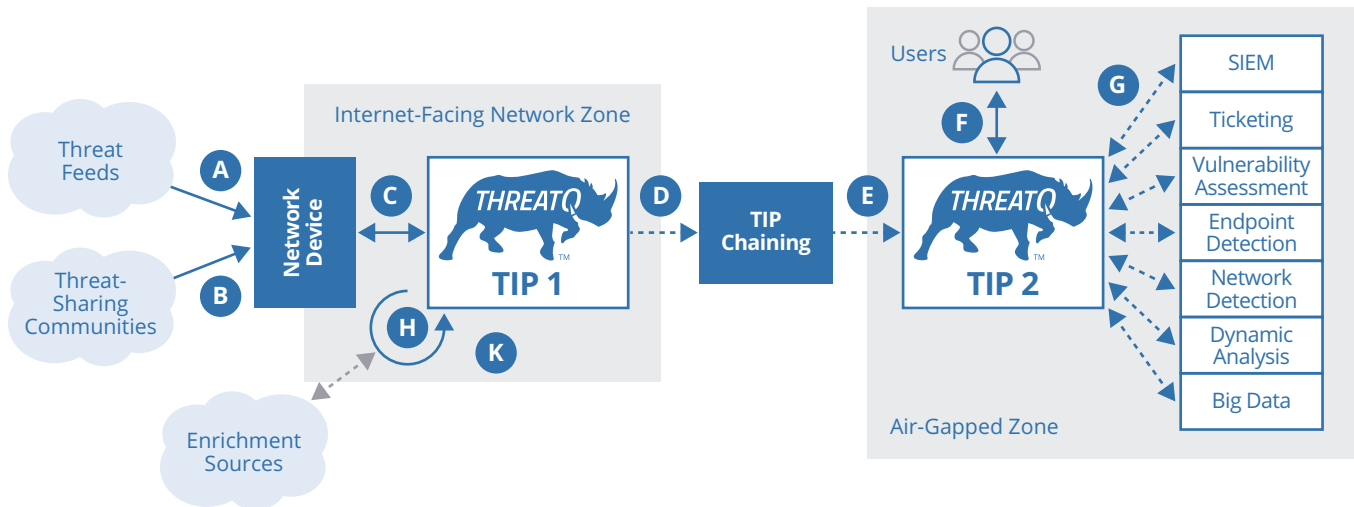 Threat
Feeds
A
Threat-
Sharing
Communities
B
Network
Device
Internet-Facing Network Zone
C
THREATQ
TM
TIP 1
H
K
Enrichment
Sources
D
TIP
Chaining
E
Users
F
THREATQ
TM
TIP 2
Air-Gapped Zone
G
SIEM
Ticketing
Vulnerability
Assessment
Endpoint
Detection
Network
Detection
Dynamic
Analysis
Big Data